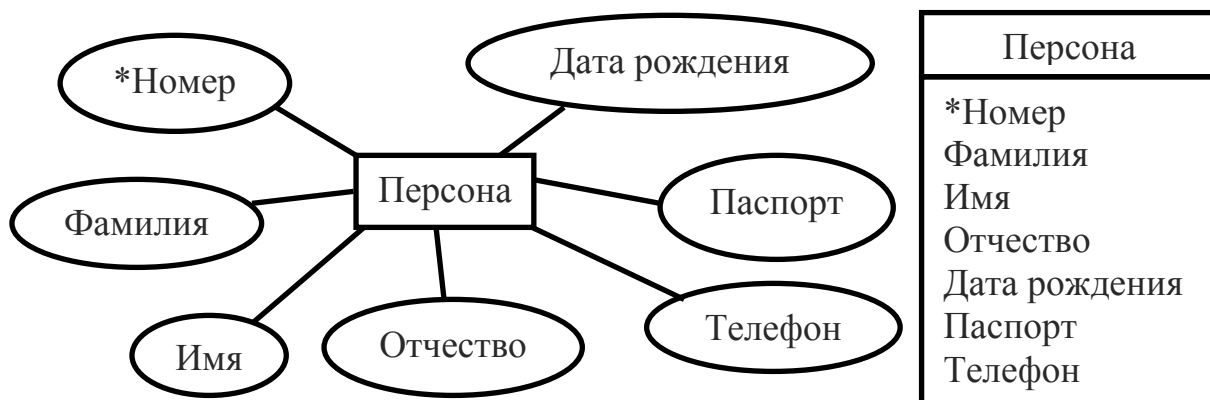 *Номер
Дата рождения
Фамилия
Персона
Паспорт
Имя
Отчество
Телефон
Персона
*Номер
Фамилия
Имя
Отчество
Дата рождения
Паспорт
Телефон